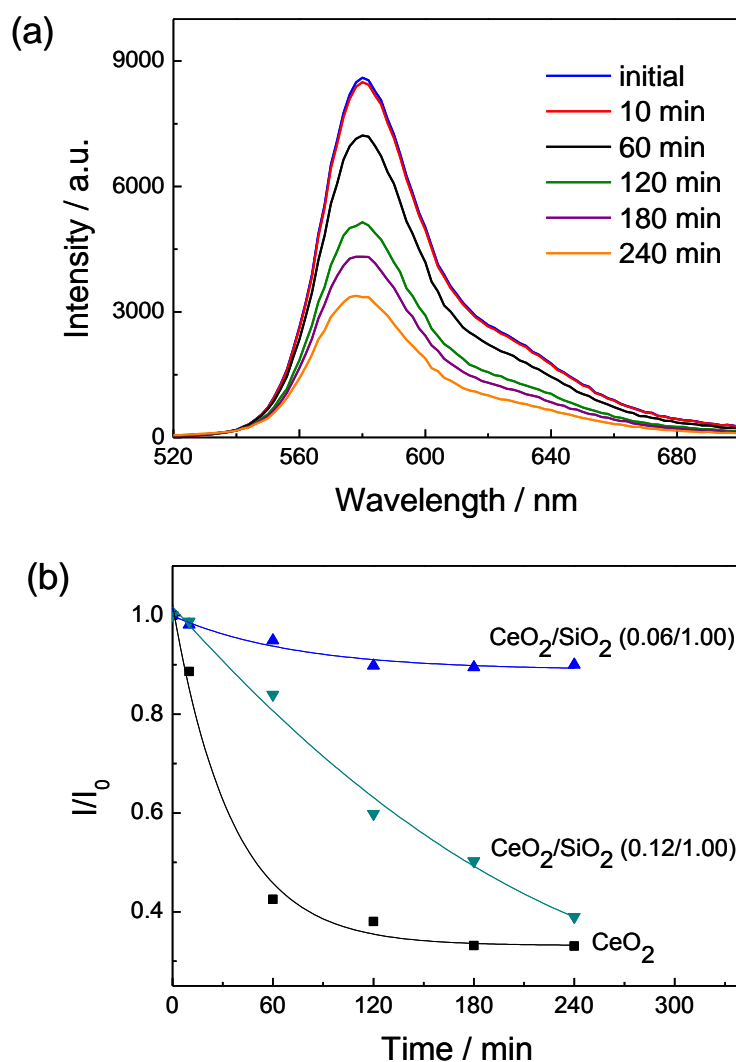 (a)
9000
6000
3000
0
Intensity / a.u.
initial
10 min
60 min
120 min
180 min
240 min
520 560 600 640 680
Wavelength / nm
(b)
1.0
0.8
0.6
0.4
I/I₀
CeO₂/SiO₂ (0.06/1.00)
CeO₂/SiO₂ (0.12/1.00)
CeO₂
0 60 120 180 240 300
Time / min